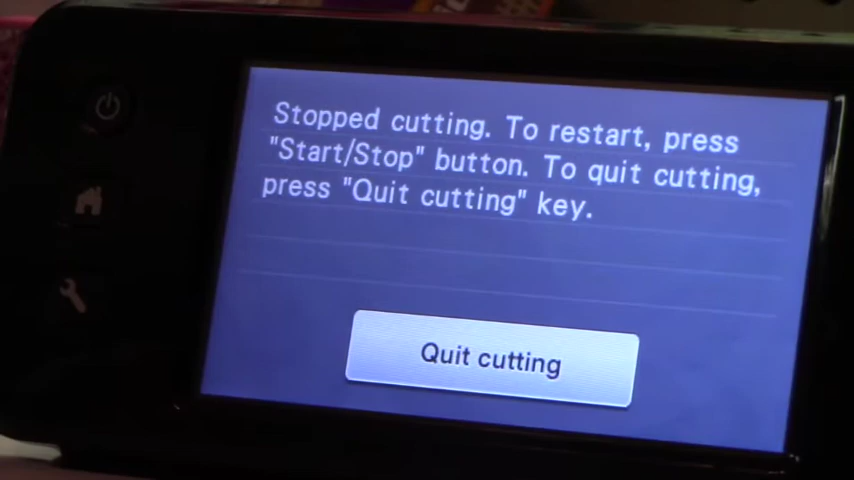 Stopped cutting. To restart, press
"Start/Stop" button. To quit cutting,
press "Quit cutting" key.
Quit cutting